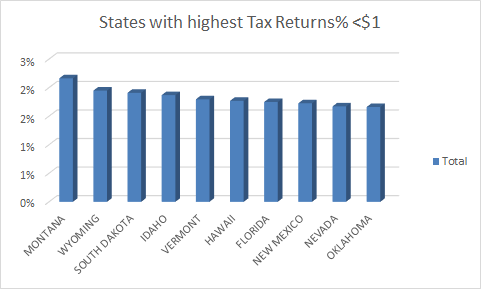 States with highest Tax Returns% <$1
3%
2%
2%
1%
1%
0%
MONTANA
WYOMING
SOUTH DAKOTA
IDAHO
VERMONT
HAWAII
FLORIDA
NEW MEXICO
NEVADA
OKLAHOMA
Total